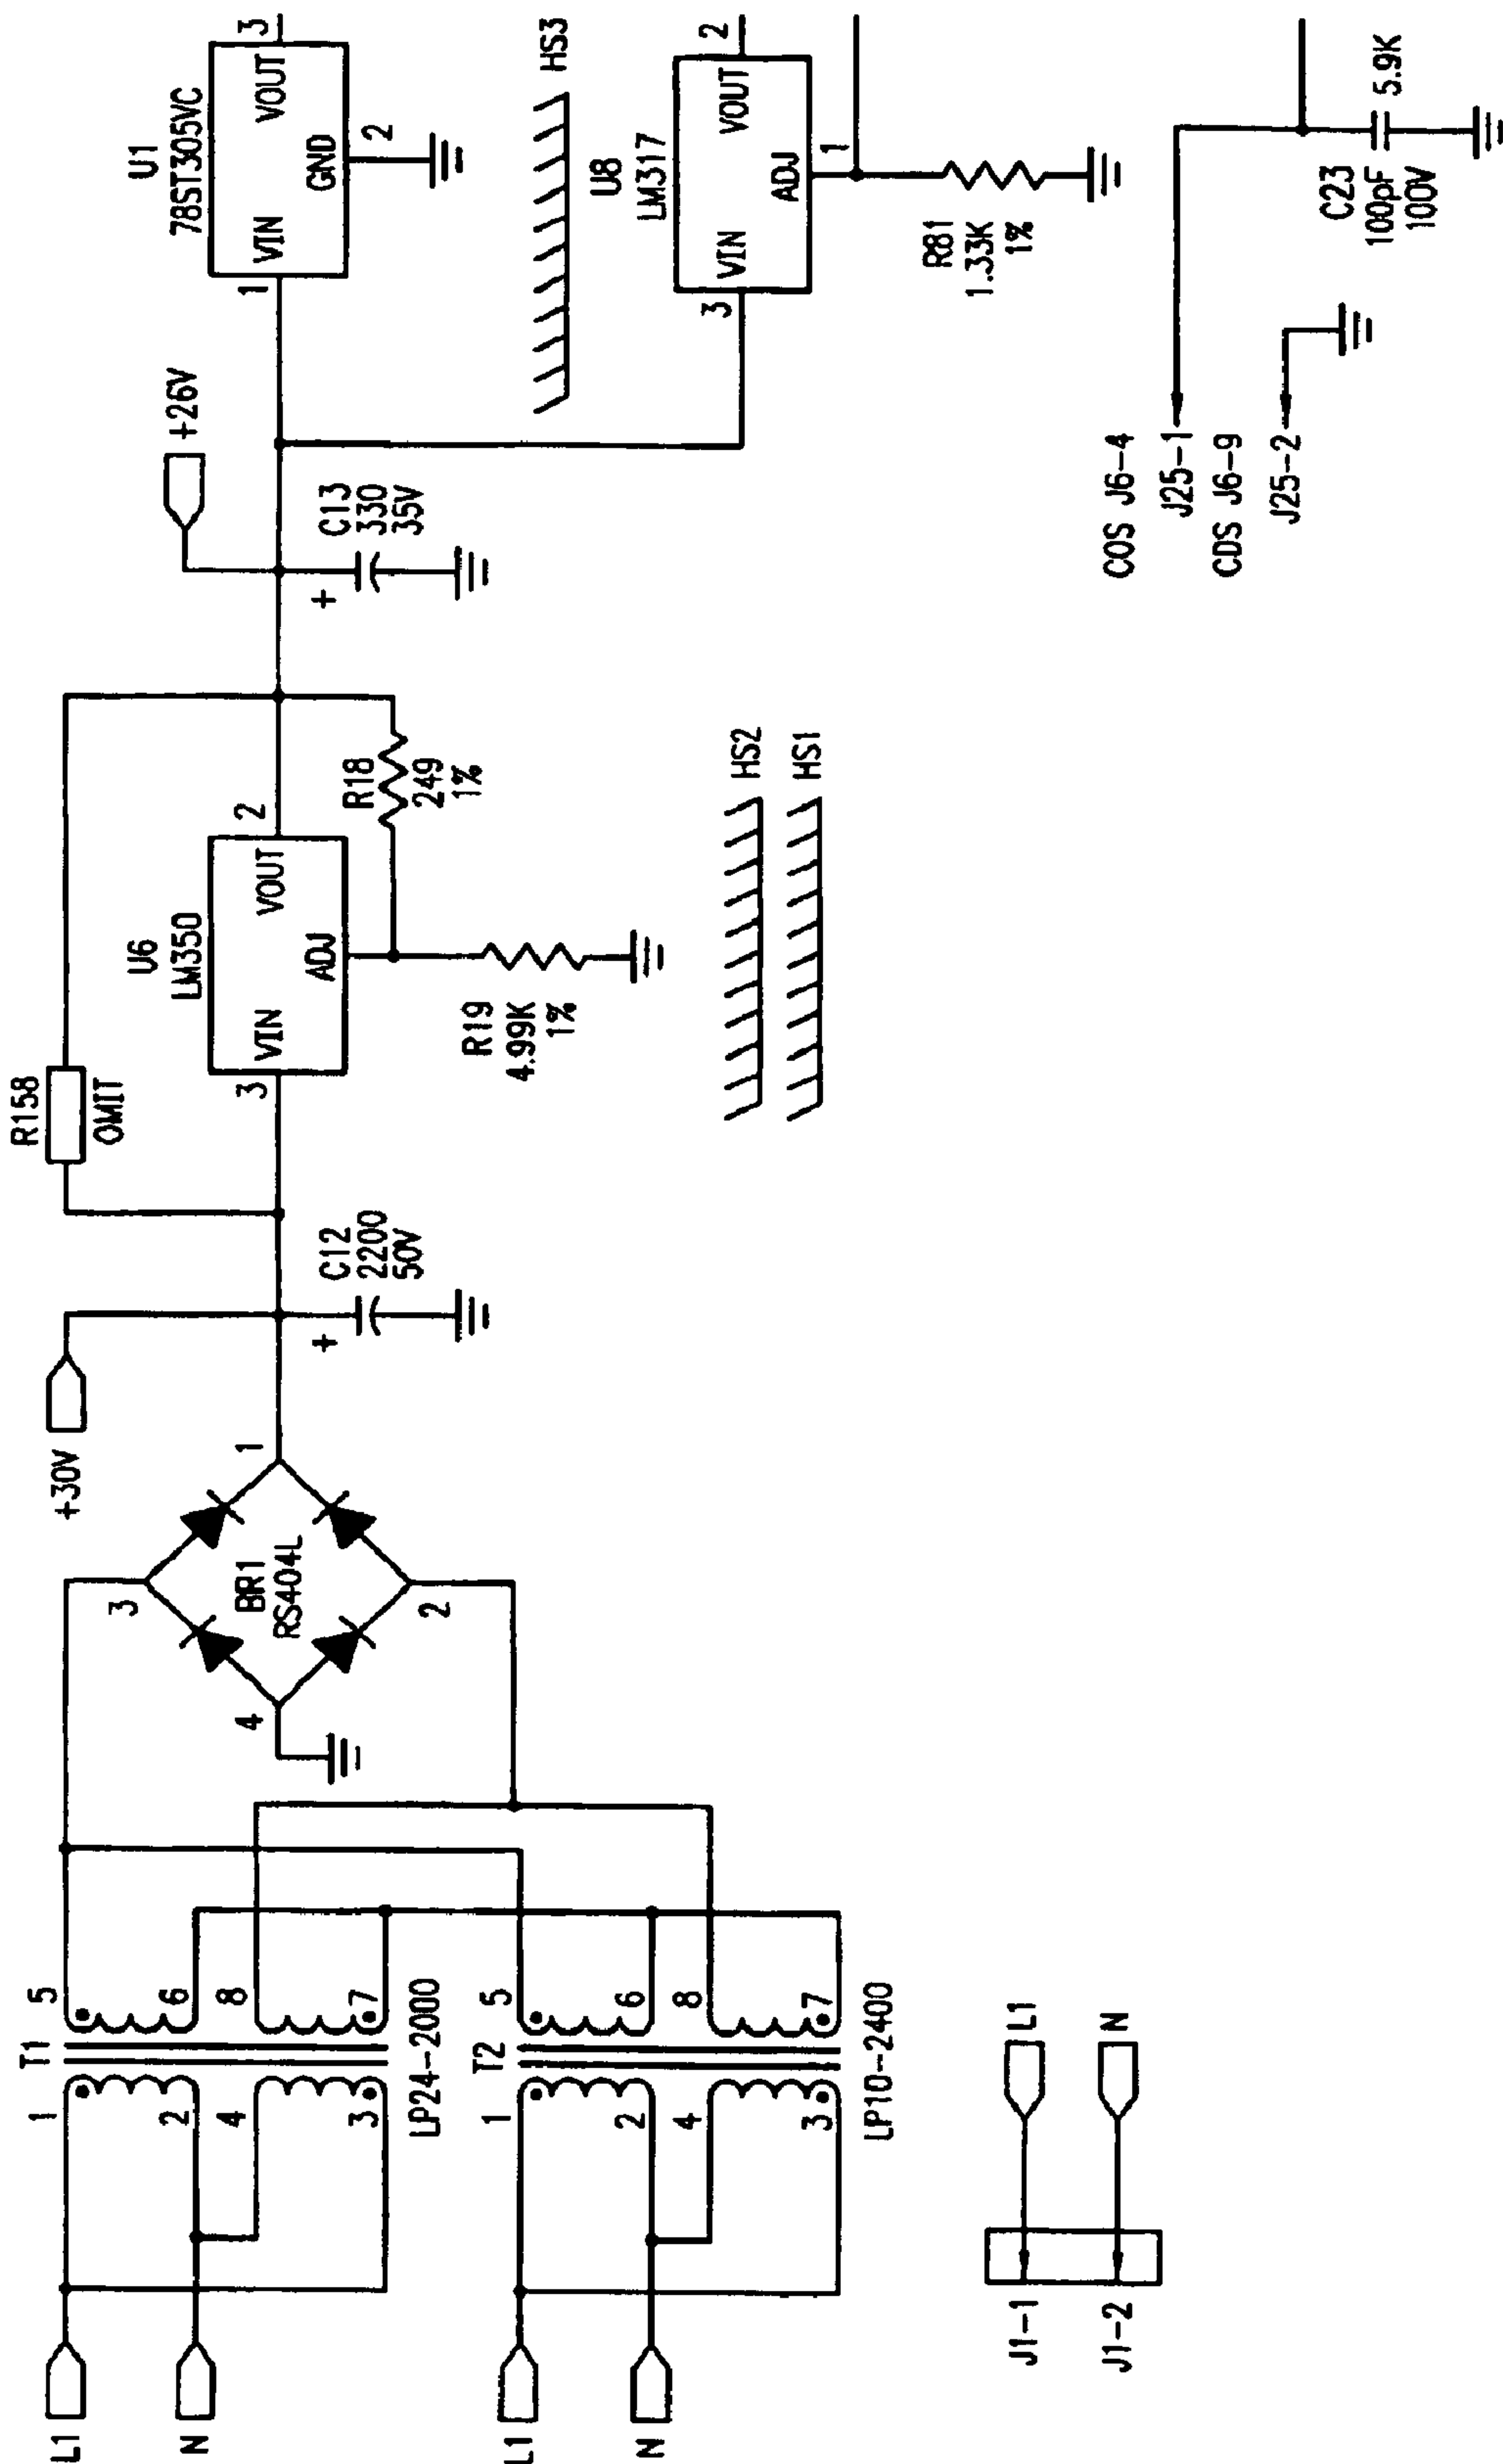 L1
N
T1
1
2
4
3
5
6
8
7
LP24-2000
L1
N
T2
1
2
4
3
5
6
8
7
LP10-2400
J1-1
L1
J1-2
N
BR1
RS404L
1
2
3
4
+30V
+
C12
2200
50V
R158
OMIT
U6
LM350
VIN
VOUT
ADJ
3
2
R18
249
1%
R19
4.99K
1%
HS2
HS1
+26V
+
C13
330
35V
U1
78ST305VC
VIN
VOUT
GND
1
3
2
HS3
U8
LM317
VIN
VOUT
ADJ
3
2
1
R81
1.33K
1%
COS J6-4
J25-1
CDS J6-9
J25-2
C23
100pF
100V
5.9K